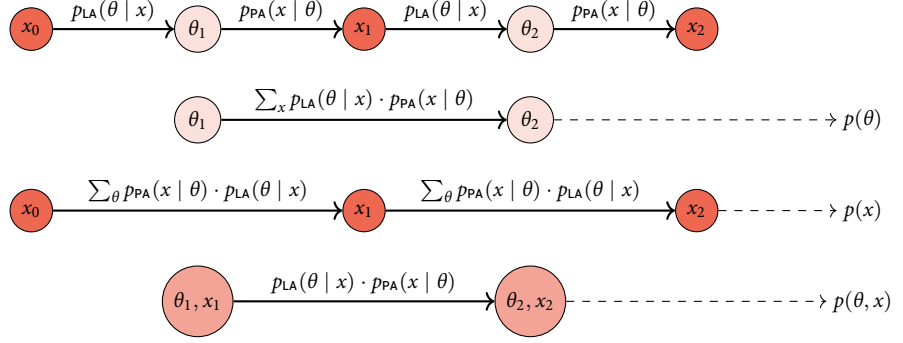 p_LA(θ | x) p_PA(x | θ) p_LA(θ | x) p_PA(x | θ)
x_0 θ_1 x_1 θ_2 x_2
∑_x p_LA(θ | x) · p_PA(x | θ)
θ_1 θ_2 p(θ)
∑_θ p_PA(x | θ) · p_LA(θ | x) ∑_θ p_PA(x | θ) · p_LA(θ | x)
x_0 x_1 x_2 p(x)
p_LA(θ | x) · p_PA(x | θ)
θ_1, x_1 θ_2, x_2 p(θ, x)